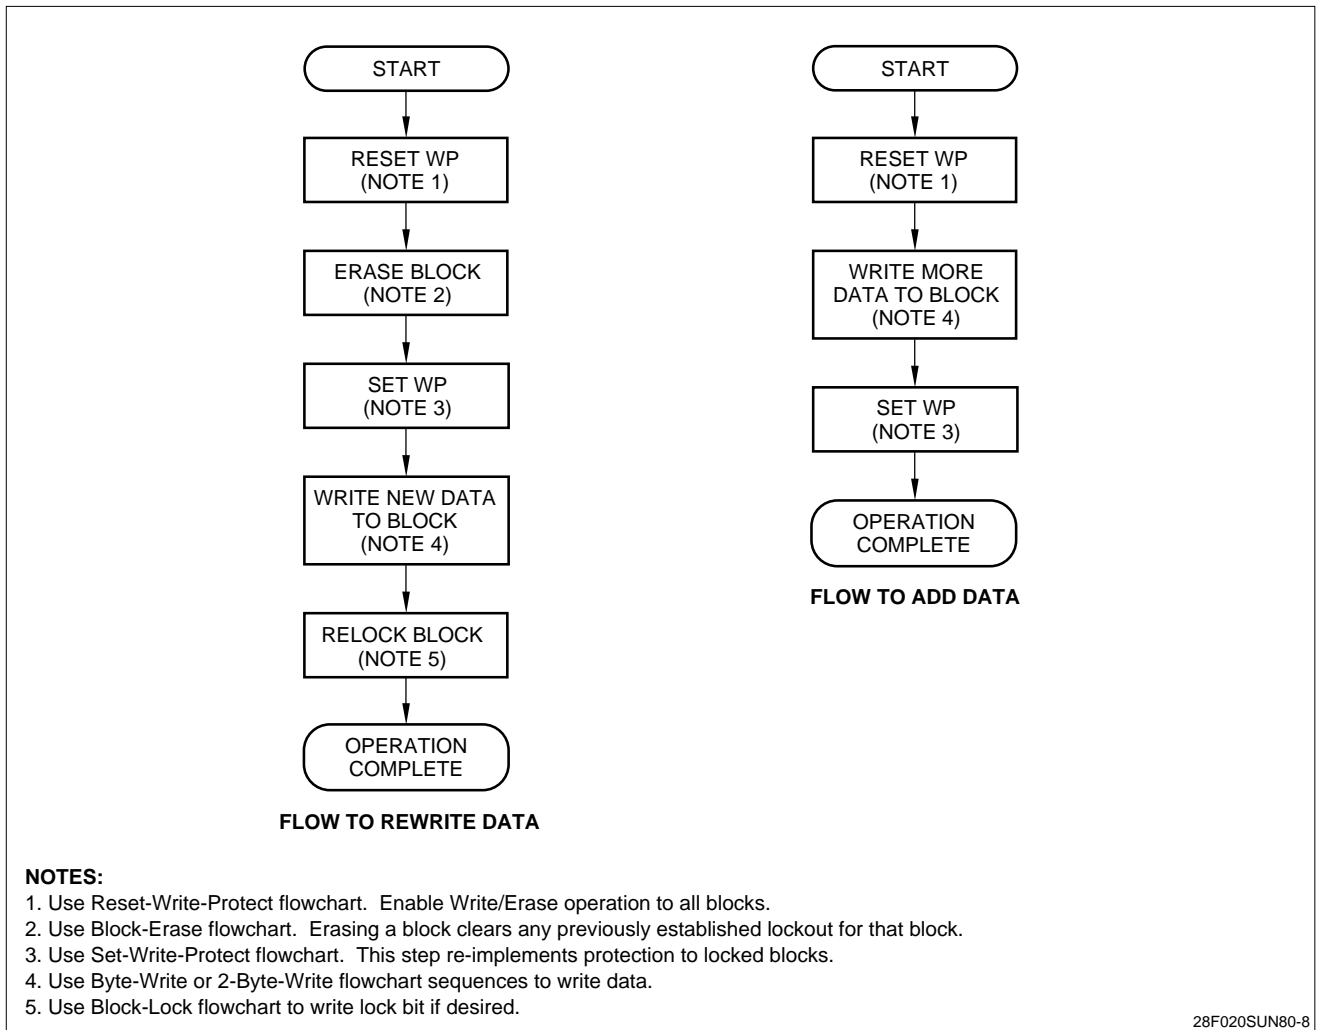 START
RESET WP
(NOTE 1)
ERASE BLOCK
(NOTE 2)
SET WP
(NOTE 3)
WRITE NEW DATA
TO BLOCK
(NOTE 4)
RELOCK BLOCK
(NOTE 5)
OPERATION
COMPLETE
FLOW TO REWRITE DATA
START
RESET WP
(NOTE 1)
WRITE MORE
DATA TO BLOCK
(NOTE 4)
SET WP
(NOTE 3)
OPERATION
COMPLETE
FLOW TO ADD DATA
NOTES:
1. Use Reset-Write-Protect flowchart. Enable Write/Erase operation to all blocks.
2. Use Block-Erase flowchart. Erasing a block clears any previously established lockout for that block.
3. Use Set-Write-Protect flowchart. This step re-implements protection to locked blocks.
4. Use Byte-Write or 2-Byte-Write flowchart sequences to write data.
5. Use Block-Lock flowchart to write lock bit if desired.
28F020SUN80-8